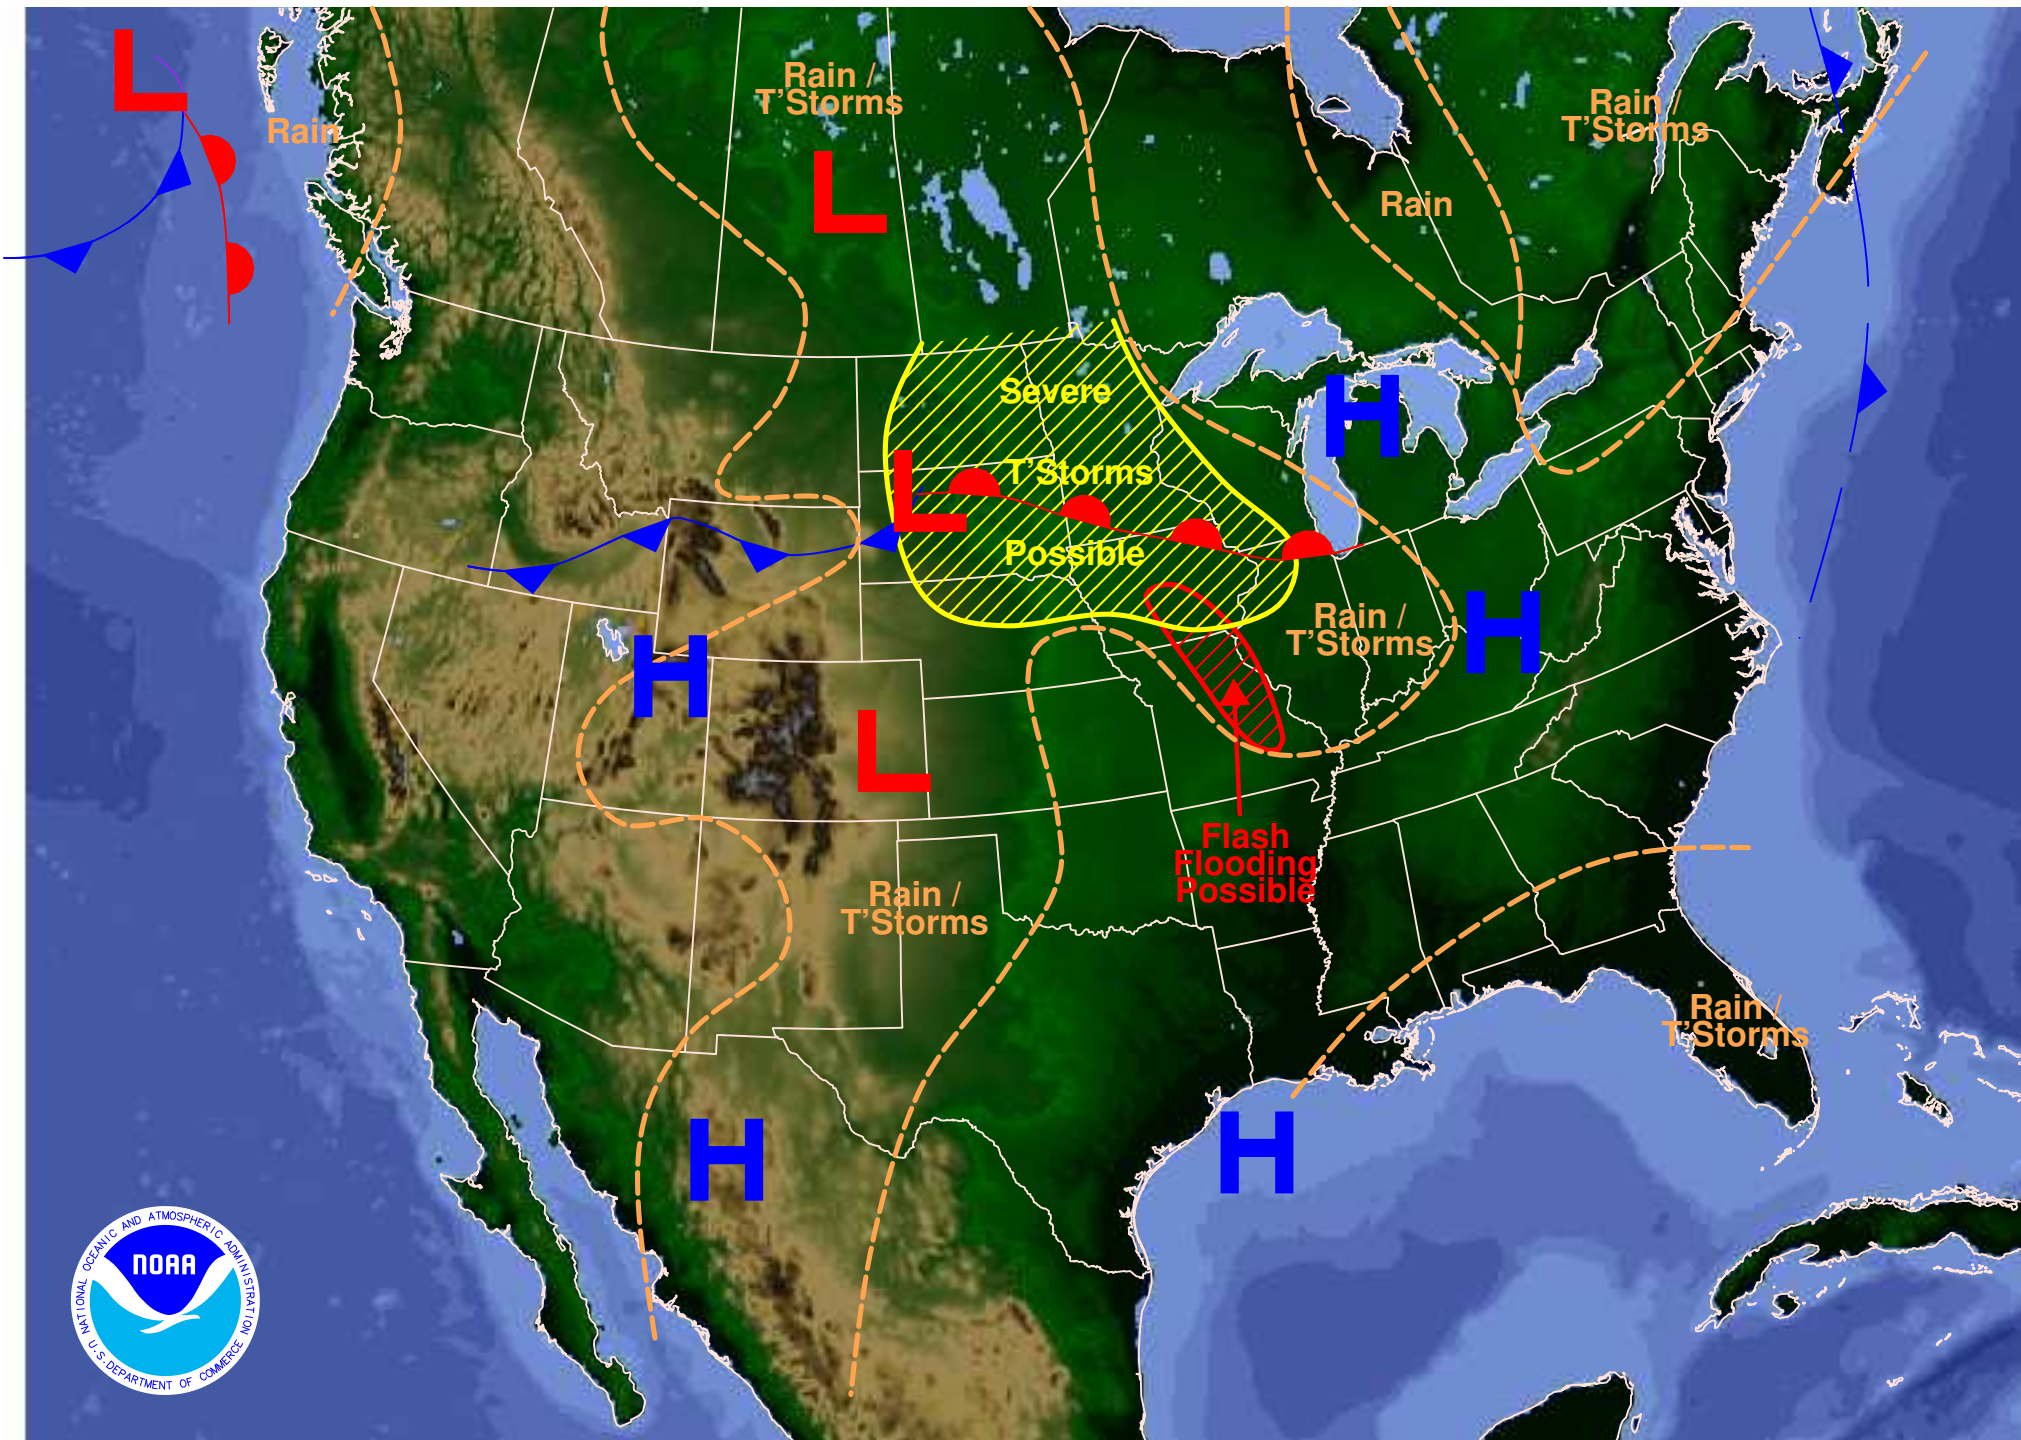 L
Rain
Rain /
T'Storms
L
Rain /
T'Storms
Rain
Severe
T'Storms
Possible
L
H
H
Rain /
T'Storms
H
L
Flash
Flooding
Possible
Rain /
T'Storms
Rain /
T'Storms
H
H
NATIONAL OCEANIC AND ATMOSPHERIC ADMINISTRATION
NOAA
U.S. DEPARTMENT OF COMMERCE